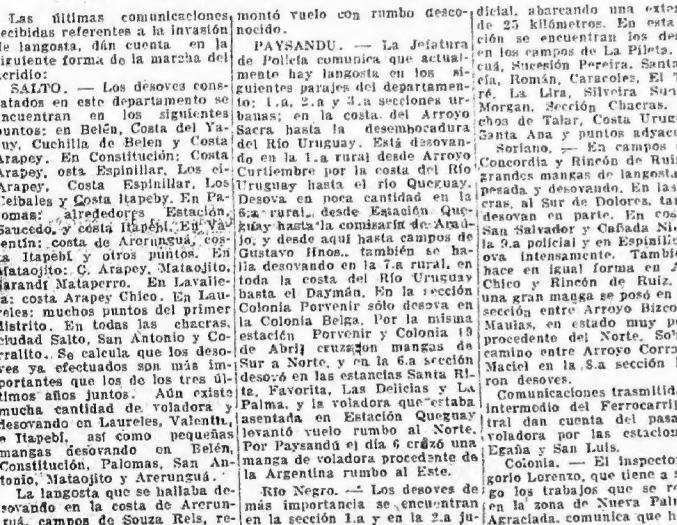 Las últimas comunicaciones
ecibidas referentes a la invasión
e langosta, dán cuenta en la
iguiente forma de la marcha del
cridio:
SALTO. — Los desoves cons-
atados en este departamento se
ncuentran en los siguientes
untos: en Belén, Costa del Ya-
uy, Cuchilla de Belen y Costa
Arapey. En Constitución; Costa
Arapey, osta Espinillar. Los ci-
Arapey, Costa Espinillar. Los
Ceibales y Costa Itapeby. En Pa-
omas: alrededores Estación,
Saucedo, y costa Itapebí. En Va-
entín: costa de Arerunguá, cos-
ta Itapebí y otros puntos. En
Mataojito: C. Arapey, Mataojito,
Sarandí Mataperro. En Lavalle-
a: costa Arapey Chico. En Lau-
reles: muchos puntos del primer
distrito. En todas las chacras,
ciudad Salto, San Antonio y Co-
rralito. Se calcula que los deso-
ves ya efectuados son más im-
portantes que los de los tres úl-
timos años juntos. Aún existe
mucha cantidad de voladora y
desovando en Laureles, Valentín,
e Itapebí, así como pequeñas
mangas desovando en Belén,
Constitución, Palomas, San An-
tonio, Mataojito y Arerunguá.
La langosta que se hallaba de-
sovando en la costa de Arerun-
guá, campos de Souza Reis, re-
montó vuelo con rumbo desco-
nocido.
PAYSANDU. — La Jefatura
de Policía comunica que actual-
mente hay langosta en los si-
guientes parajes del departamen-
to: 1.a, 2.a y 3.a secciones ur-
banas; en la costa del Arroyo
Sacra hasta la desembocadura
del Río Uruguay. Está desovan-
do en la 1.a rural desde Arroyo
Curtiembre por la costa del Río
Uruguay hasta el río Queguay.
Desova en poca cantidad en la
6.a rural, desde Estación Que-
guay hasta la comisaría de Arau-
jo, y desde aquí hasta campos de
Gustavo Hnos., también se ha-
lla desovando en la 7.a rural, en
toda la costa del Río Uruguay
hasta el Daymán. En la sección
Colonia Porvenir sólo desova en
la Colonia Belga. Por la misma
estación Porvenir y Colonia 19
de Abril cruzaron mangas de
Sur a Norte, y en la 6.a sección
desovó en las estancias Santa Ri-
ta, Favorita, Las Delicias y La
Palma, y la voladora que estaba
asentada en Estación Queguay
levantó vuelo rumbo al Norte.
Por Paysandú el día 6 crúzó una
manga de voladora procedente de
la Argentina rumbo al Este.
Río Negro. — Los desoves de
más importancia se encuentran
en la sección 1.a y en la 2.a ju-
dicial, abarcando una exten
de 25 kilómetros. En esta
ción se encuentran los des
en los campos de La Pileta,
cuá, Sucesión Pereira, Santa
cía, Román, Caracoles, El T
ré, La Lira, Silveira
Morgan, Sección Chacras,
chos de Talar, Costa Urugu
Santa Ana y puntos adyace
Soriano. — En campos
Concordia y Rincón de Ruiz
grandes mangas de langosta
pesada y desovando. En las
cras, al Sur de Dolores, tam
desovan en parte. En cos
San Salvador y Cañada Ni
la 9.a policial y en Espinillo
ova intensamente. Tambié
hace en igual forma en A
Chico y Rincón de Ruiz.
una gran manga se posó en
sección entre Arroyo Bizco
Maulas, en estado muy pe
procedente del Norte. Sob
camino entre Arroyo Corra
Maciel en la 8.a sección
ron desoves.
Comunicaciones trasmitida
intermedio del Ferrocarril
tral dan cuenta del pasa
voladora por las estacion
Egaña y San Luis.
Colonia. — El inspector
gorio Lorenzo, que tiene a s
go los trabajos que se re
en la zona de Nueva Palm
Agraciada, comunica que h